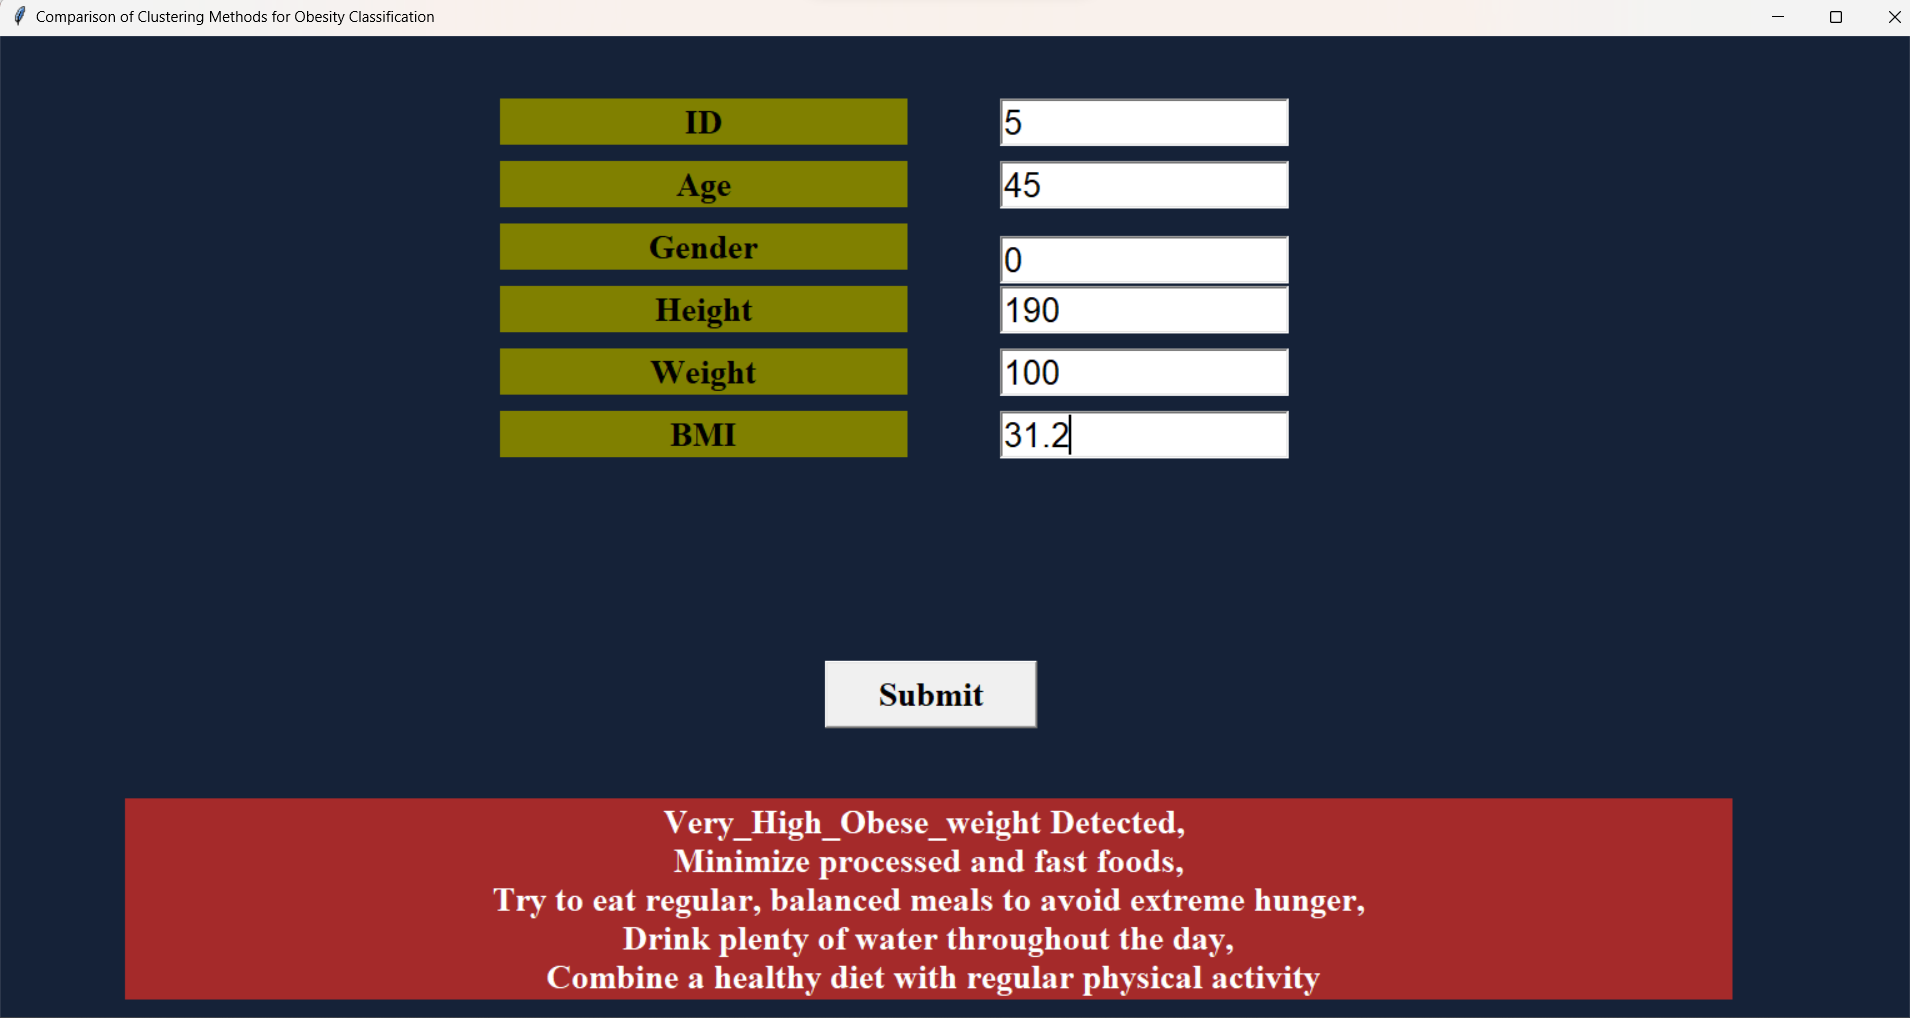 Comparison of Clustering Methods for Obesity Classification
ID 5
Age 45
Gender 0
Height 190
Weight 100
BMI 31.2
Submit
Very_High_Obese_weight Detected,
Minimize processed and fast foods,
Try to eat regular, balanced meals to avoid extreme hunger,
Drink plenty of water throughout the day,
Combine a healthy diet with regular physical activity